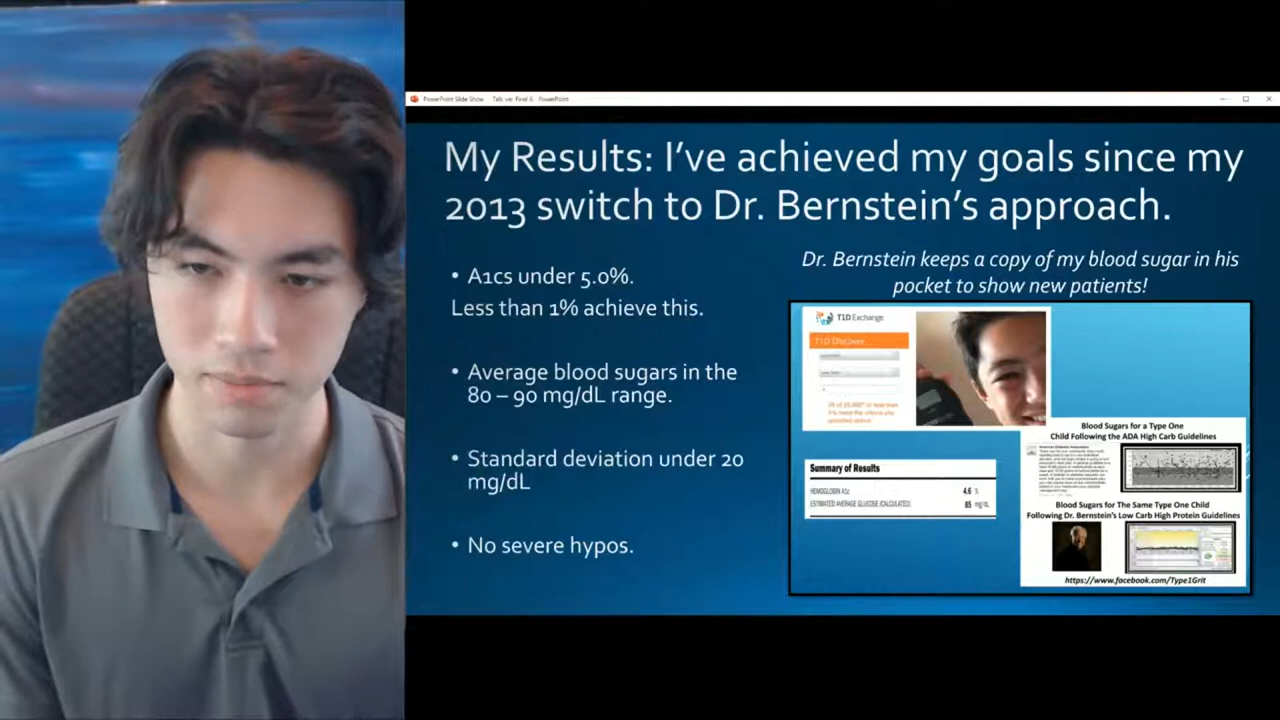 PowerPoint Slide Show
My Results: I've achieved my goals since my
2013 switch to Dr. Bernstein's approach.
• A1cs under 5.0%.
Less than 1% achieve this.
• Average blood sugars in the
80 – 90 mg/dL range.
• Standard deviation under 20
mg/dL
• No severe hypos.
Dr. Bernstein keeps a copy of my blood sugar in his
pocket to show new patients!
T1D Exchange
T1D Discover
Summary of Results
HEMOGLOBIN A1c 4.6 %
ESTIMATED AVERAGE GLUCOSE (CALCULATED) 85 mg/dL
Blood Sugars for a Type One
Child Following the ADA High Carb Guidelines
American Diabetes Association
Blood Sugars for The Same Type One Child
Following Dr. Bernstein's Low Carb High Protein Guidelines
https://www.facebook.com/Type1Grit